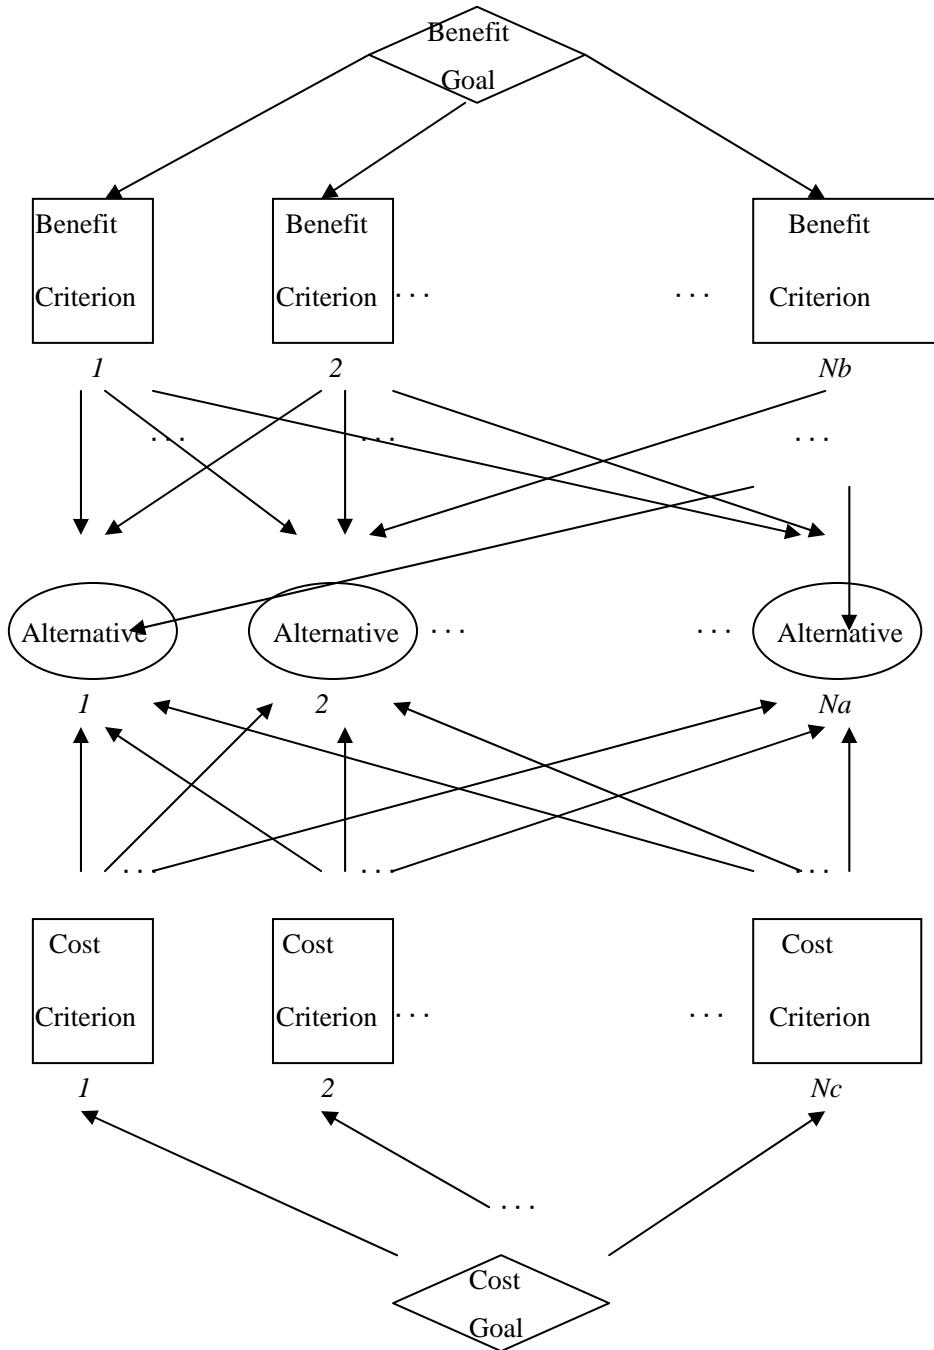 Benefit
Goal
Benefit Benefit Benefit
Criterion Criterion ... ... Criterion
1 2 Nb
... ... ...
Alternative Alternative ... ... Alternative
1 2 Na
... ... ...
Cost Cost Cost
Criterion Criterion ... ... Criterion
1 2 Nc
...
Cost
Goal